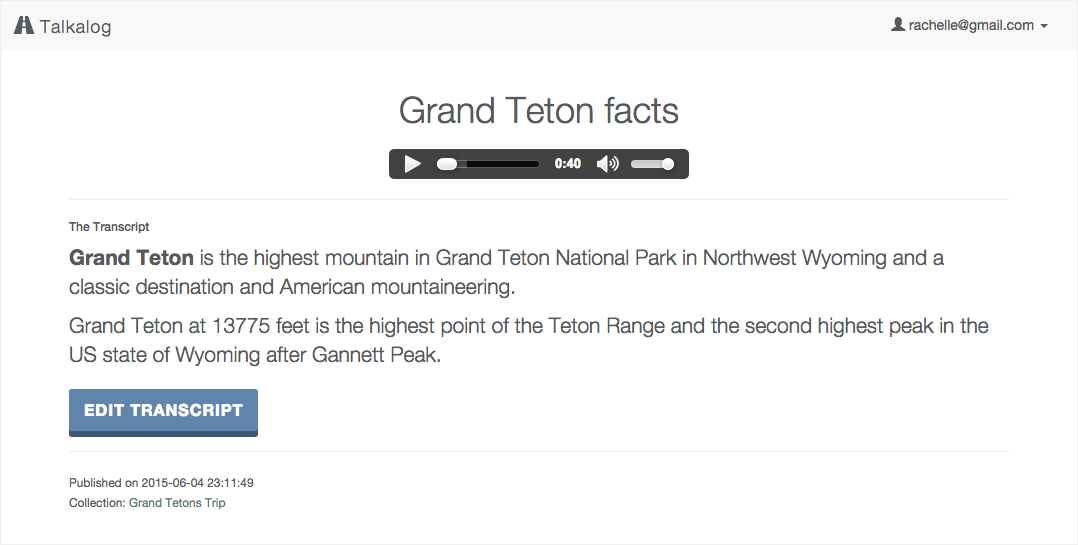 Talkalog
rachelle@gmail.com
Grand Teton facts
0:40
The Transcript
Grand Teton is the highest mountain in Grand Teton National Park in Northwest Wyoming and a
classic destination and American mountaineering.
Grand Teton at 13775 feet is the highest point of the Teton Range and the second highest peak in the
US state of Wyoming after Gannett Peak.
EDIT TRANSCRIPT
Published on 2015-06-04 23:11:49
Collection: Grand Tetons Trip